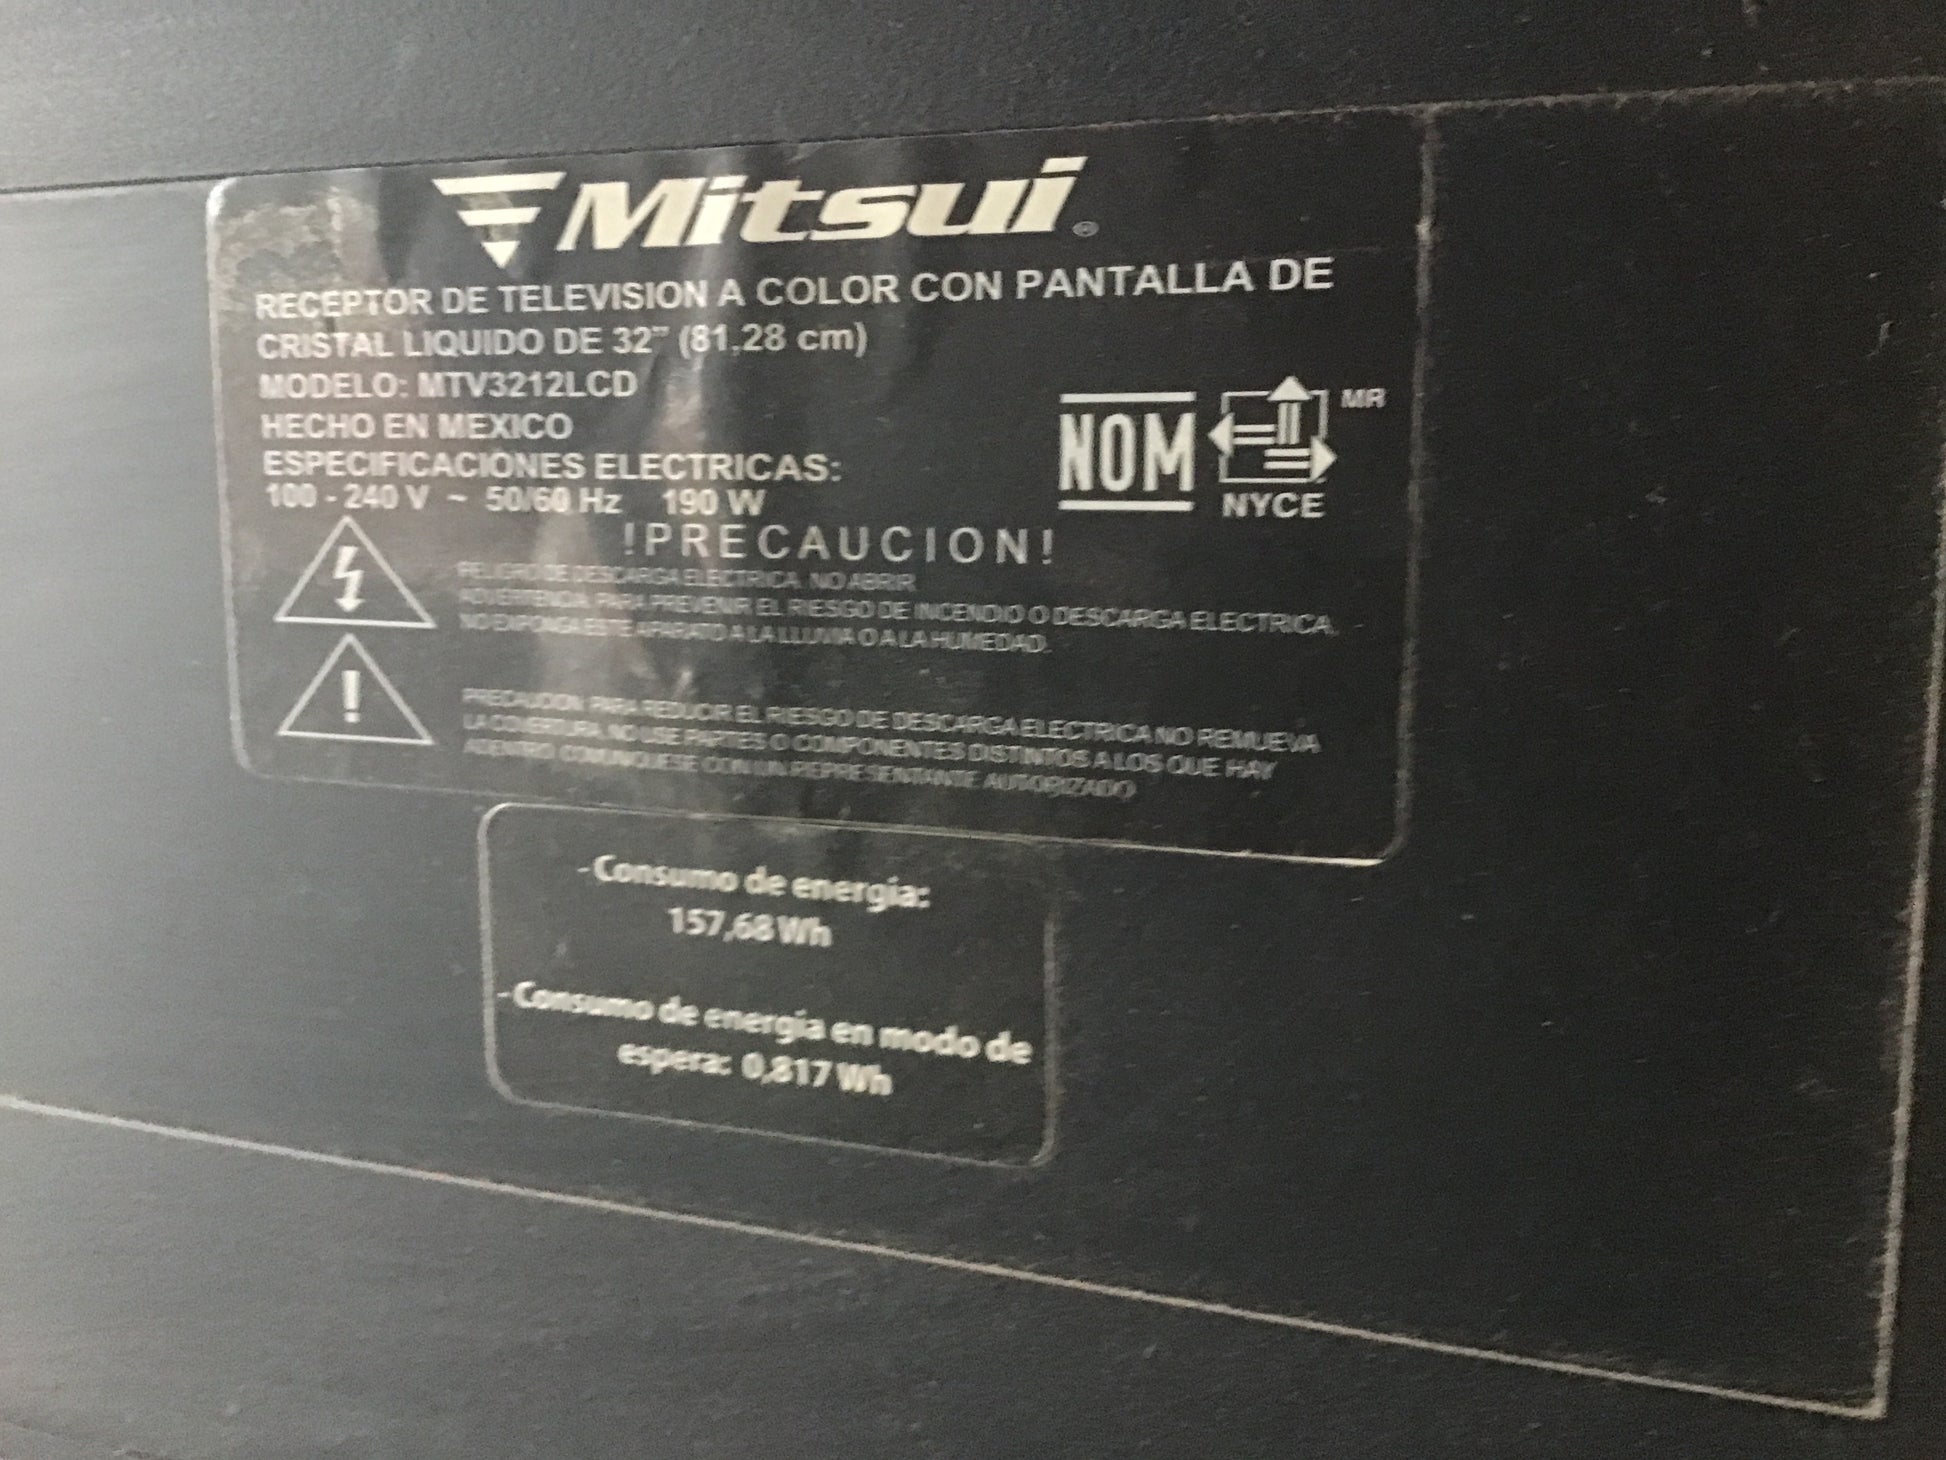 Mitsui®
RECEPTOR DE TELEVISION A COLOR CON PANTALLA DE
CRISTAL LIQUIDO DE 32" (81,28 cm)
MODELO: MTV3212LCD
HECHO EN MEXICO
ESPECIFICACIONES ELECTRICAS:
100 - 240 V ~ 50/60 Hz 190 W
NOM
MR
NYCE
!PRECAUCION!
PELIGRO DE DESCARGA ELECTRICA, NO ABRIR
ADVERTENCIA, PARA PREVENIR EL RIESGO DE INCENDIO O DESCARGA ELECTRICA,
NO EXPONGA ESTE APARATO A LA LLUVIA O A LA HUMEDAD.
!
PRECAUCION, PARA REDUCIR EL RIESGO DE DESCARGA ELECTRICA NO REMUEVA
LA COBERTURA, NO USE PARTES O COMPONENTES DISTINTOS A LOS QUE HAY
ADENTRO COMUNIQUESE CON UN REPRESENTANTE AUTORIZADO
- Consumo de energia:
157,68 Wh
- Consumo de energia en modo de
espera: 0,817 Wh